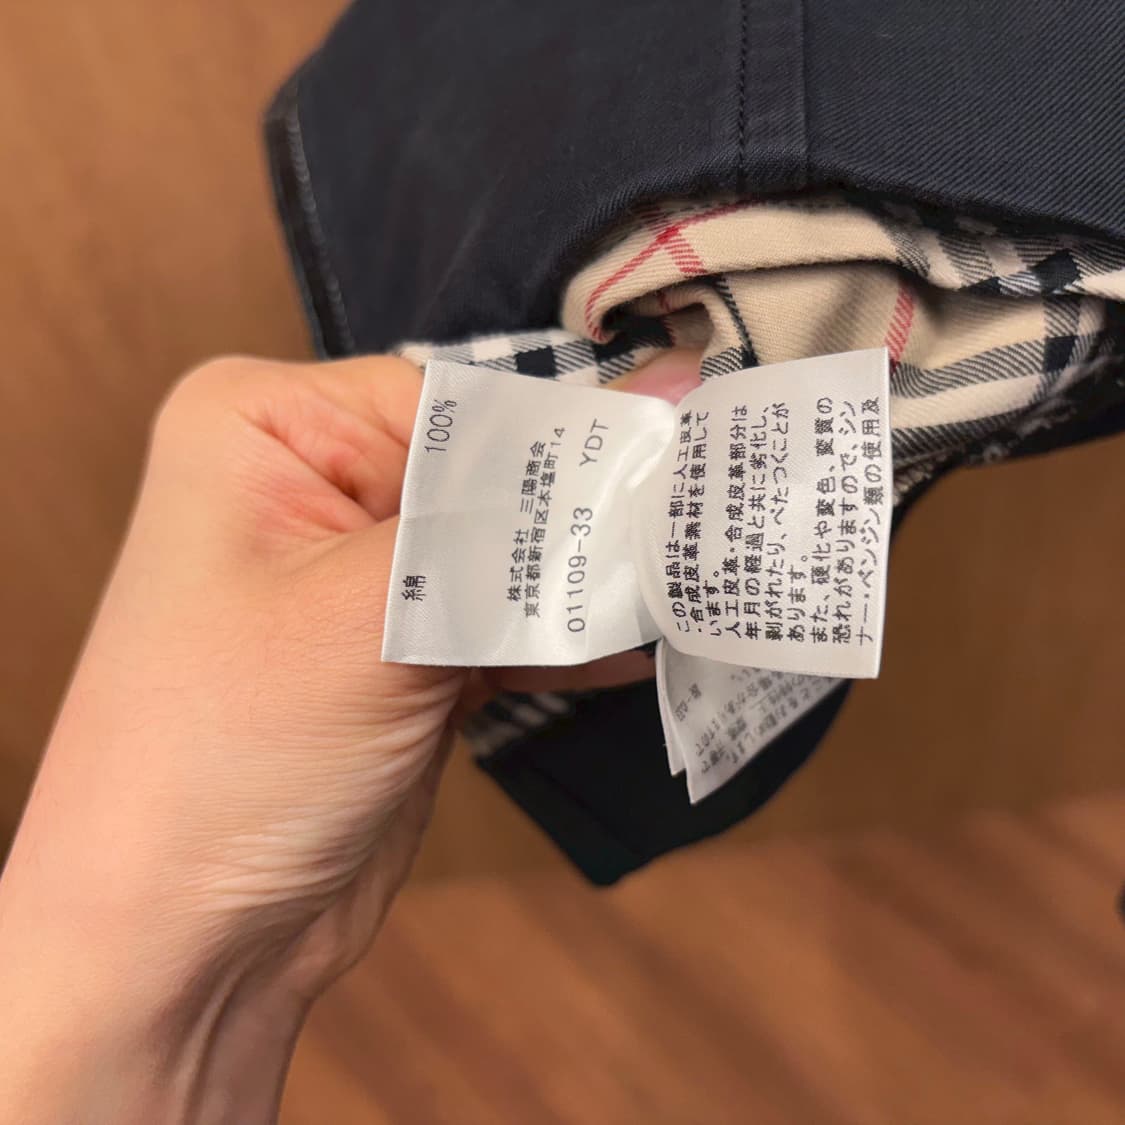 綿 100%
株式会社 三陽商会
東京都新宿区本塩町14
01109-33 YDT
この製品は一部に人工皮革
・合成皮革素材を使用して
います。
人工皮革・合成皮革部分は
年月の経過と共に劣化し、
剥がれたり、べたつくことが
あります。
また、硬化や変色、変質の
恐れがありますので、シン
ナー・ベンジン類の使用及